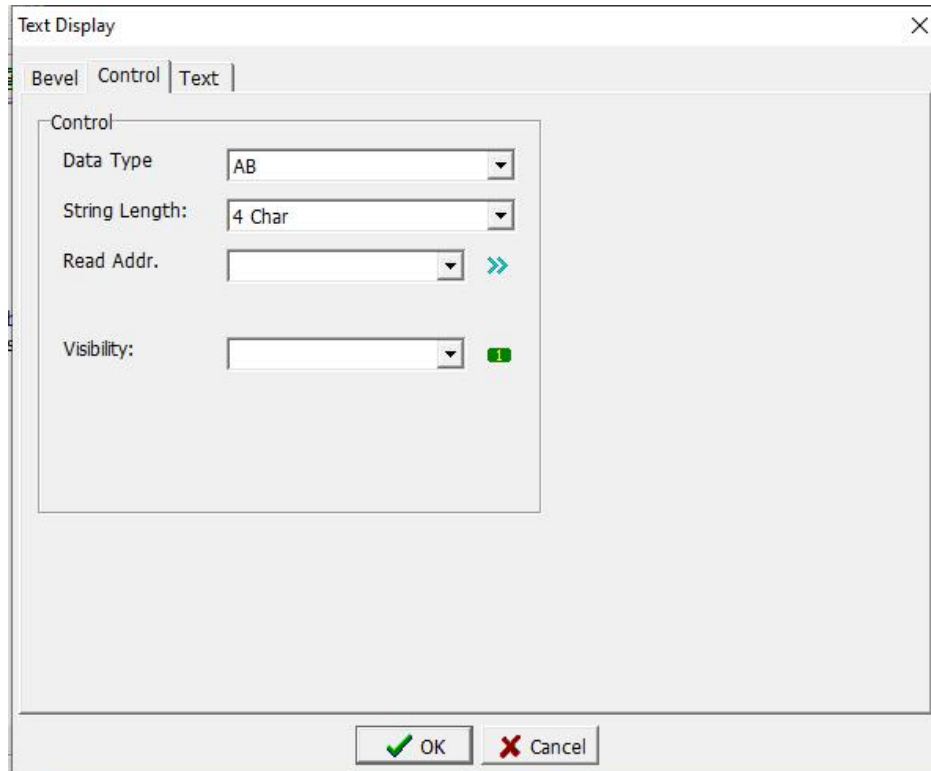 Text Display
Bevel Control Text
Control
Data Type AB
String Length: 4 Char
Read Addr.
Visibility: 1
OK Cancel